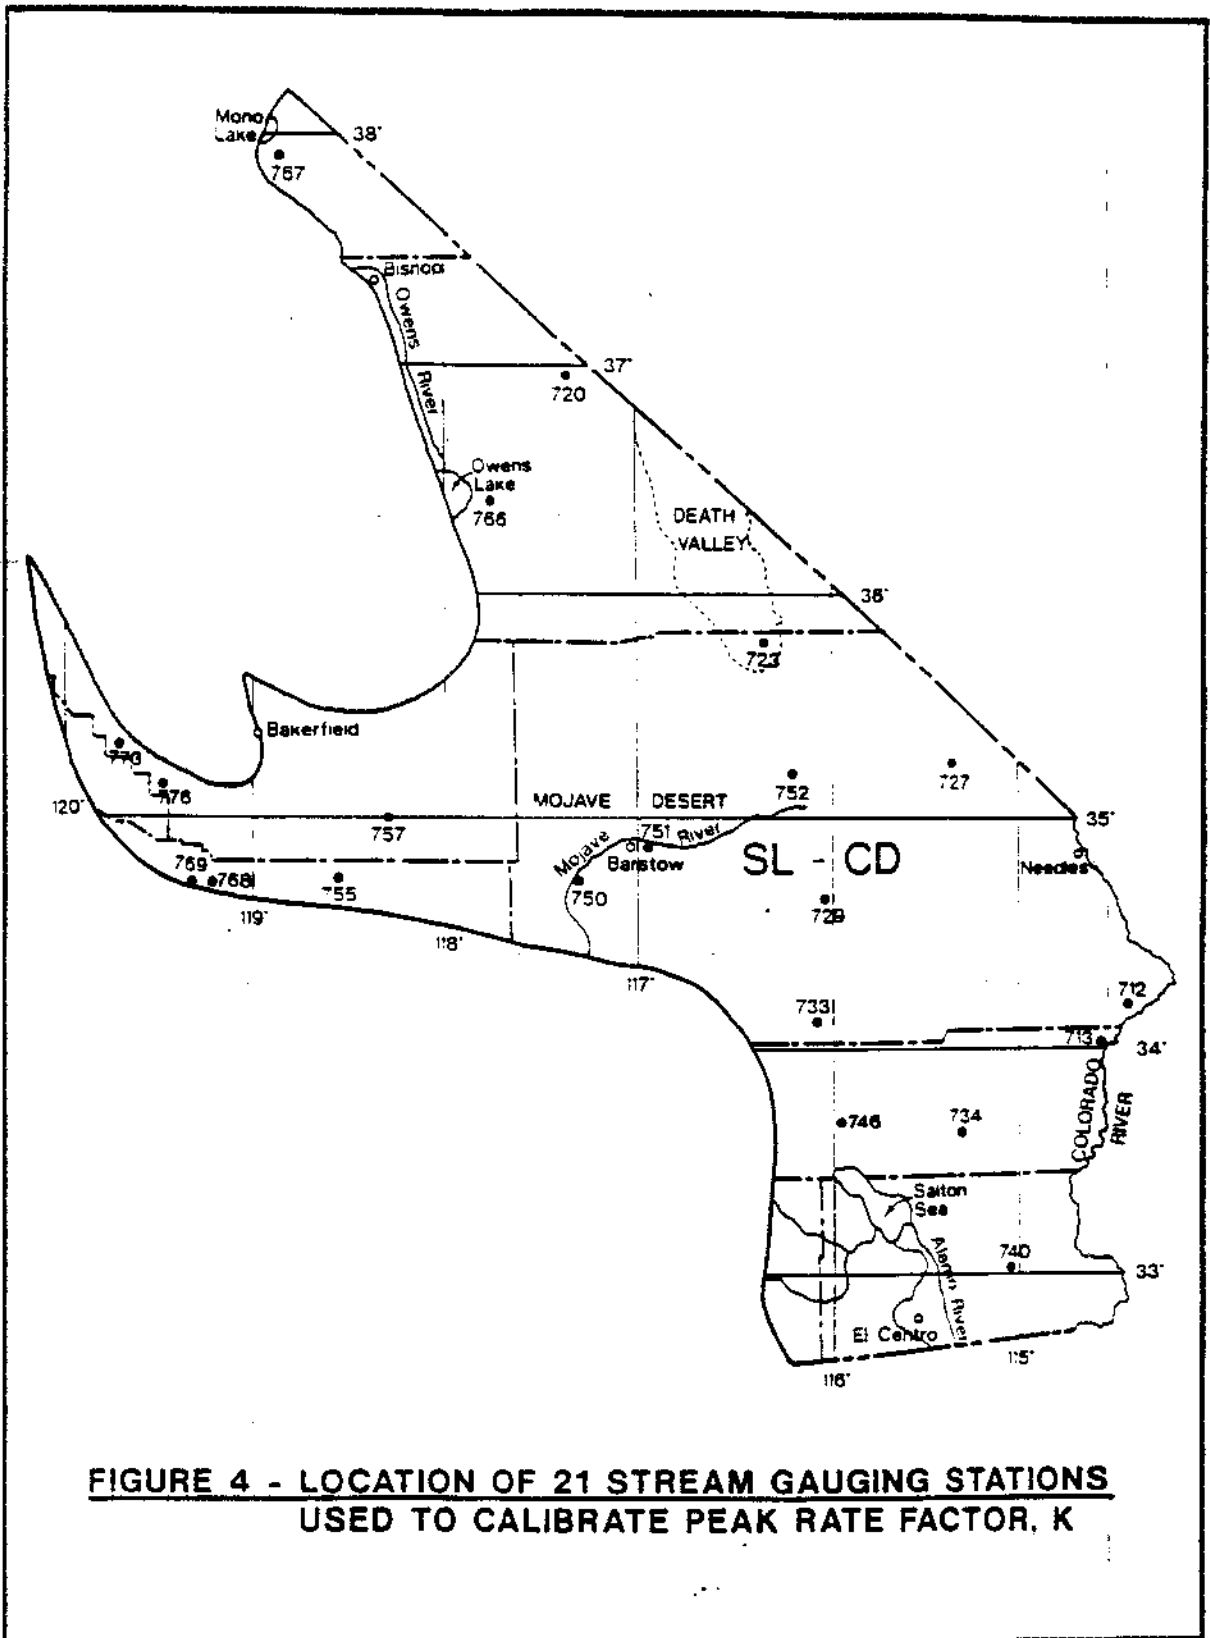 Mono
Lake
38°
767
Bishop
Owens
River
37°
720
Owens
Lake
766
DEATH
VALLEY
36°
723
Bakerfield
773
776
752
727
120°
MOJAVE DESERT
757
35°
Mojave
751
River
Barstow
SL - CD
Needles
769
768
755
750
729
119°
118°
117°
712
733
713
34°
COLORADO
RIVER
746
734
Salton
Sea
Alamo River
740
33°
El Centro
116°
115°
FIGURE 4 - LOCATION OF 21 STREAM GAUGING STATIONS
USED TO CALIBRATE PEAK RATE FACTOR, K